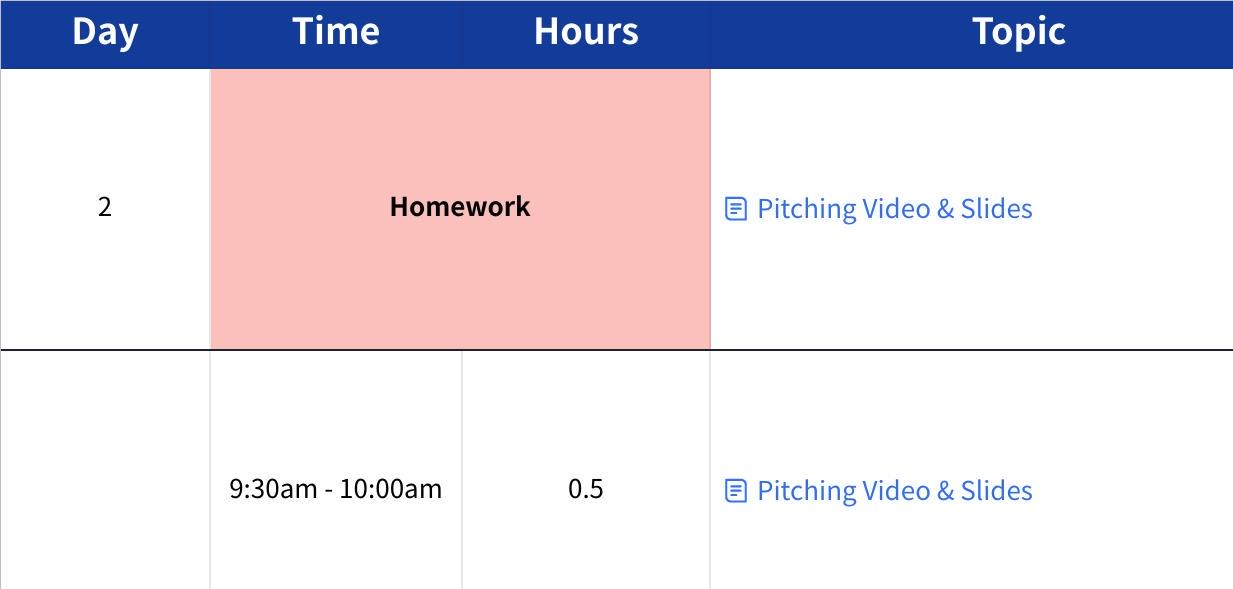 Day Time Hours Topic
2 Homework Pitching Video & Slides
9:30am - 10:00am 0.5 Pitching Video & Slides